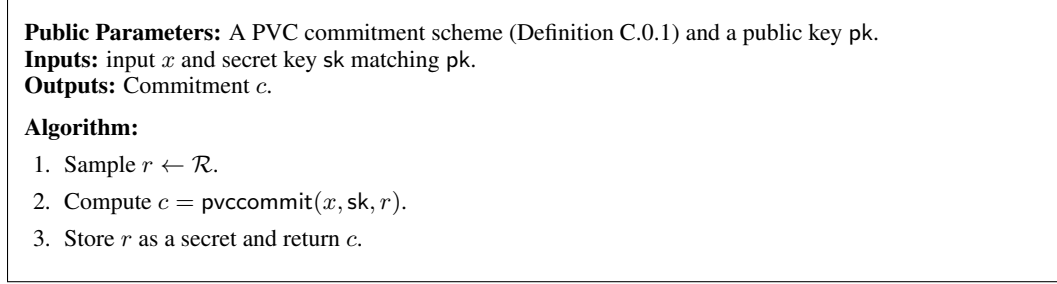 Public Parameters: A PVC commitment scheme (Definition C.0.1) and a public key pk.
Inputs: input x and secret key sk matching pk.
Outputs: Commitment c.
Algorithm:
1. Sample r ← ℛ.
2. Compute c = pvccommit(x, sk, r).
3. Store r as a secret and return c.